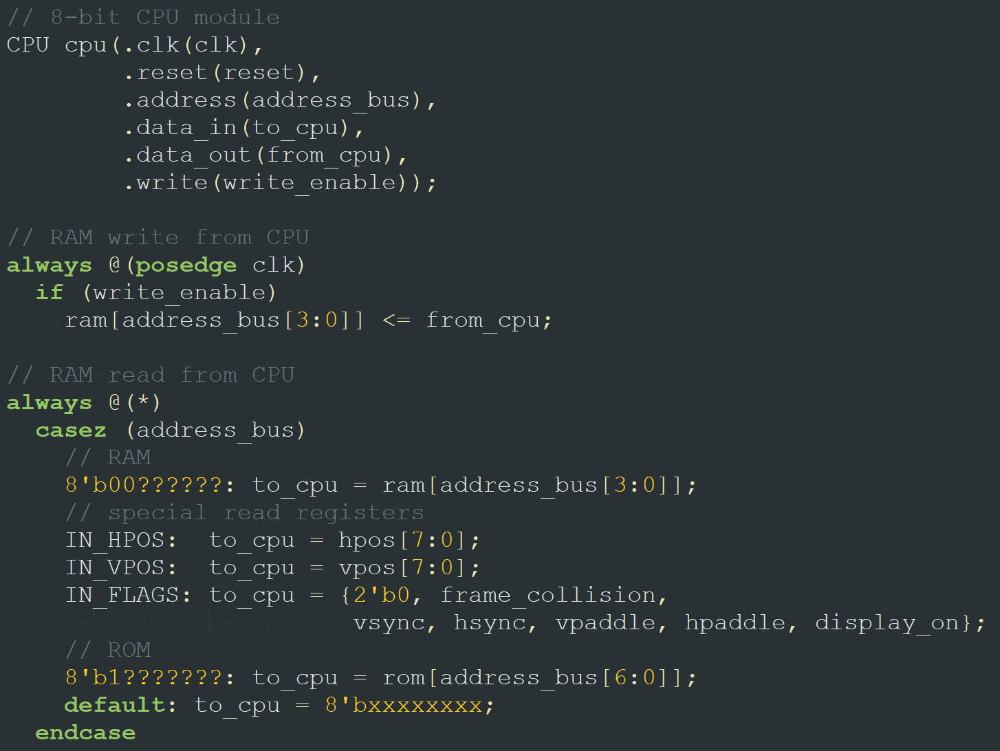 // 8-bit CPU module
CPU cpu(.clk(clk),
        .reset(reset),
        .address(address_bus),
        .data_in(to_cpu),
        .data_out(from_cpu),
        .write(write_enable));

// RAM write from CPU
always @(posedge clk)
  if (write_enable)
    ram[address_bus[3:0]] <= from_cpu;

// RAM read from CPU
always @(*)
  casez (address_bus)
    // RAM
    8'b00??????: to_cpu = ram[address_bus[3:0]];
    // special read registers
    IN_HPOS:  to_cpu = hpos[7:0];
    IN_VPOS:  to_cpu = vpos[7:0];
    IN_FLAGS: to_cpu = {2'b0, frame_collision,
                        vsync, hsync, vpaddle, hpaddle, display_on};
    // ROM
    8'b1???????: to_cpu = rom[address_bus[6:0]];
    default: to_cpu = 8'bxxxxxxxx;
  endcase